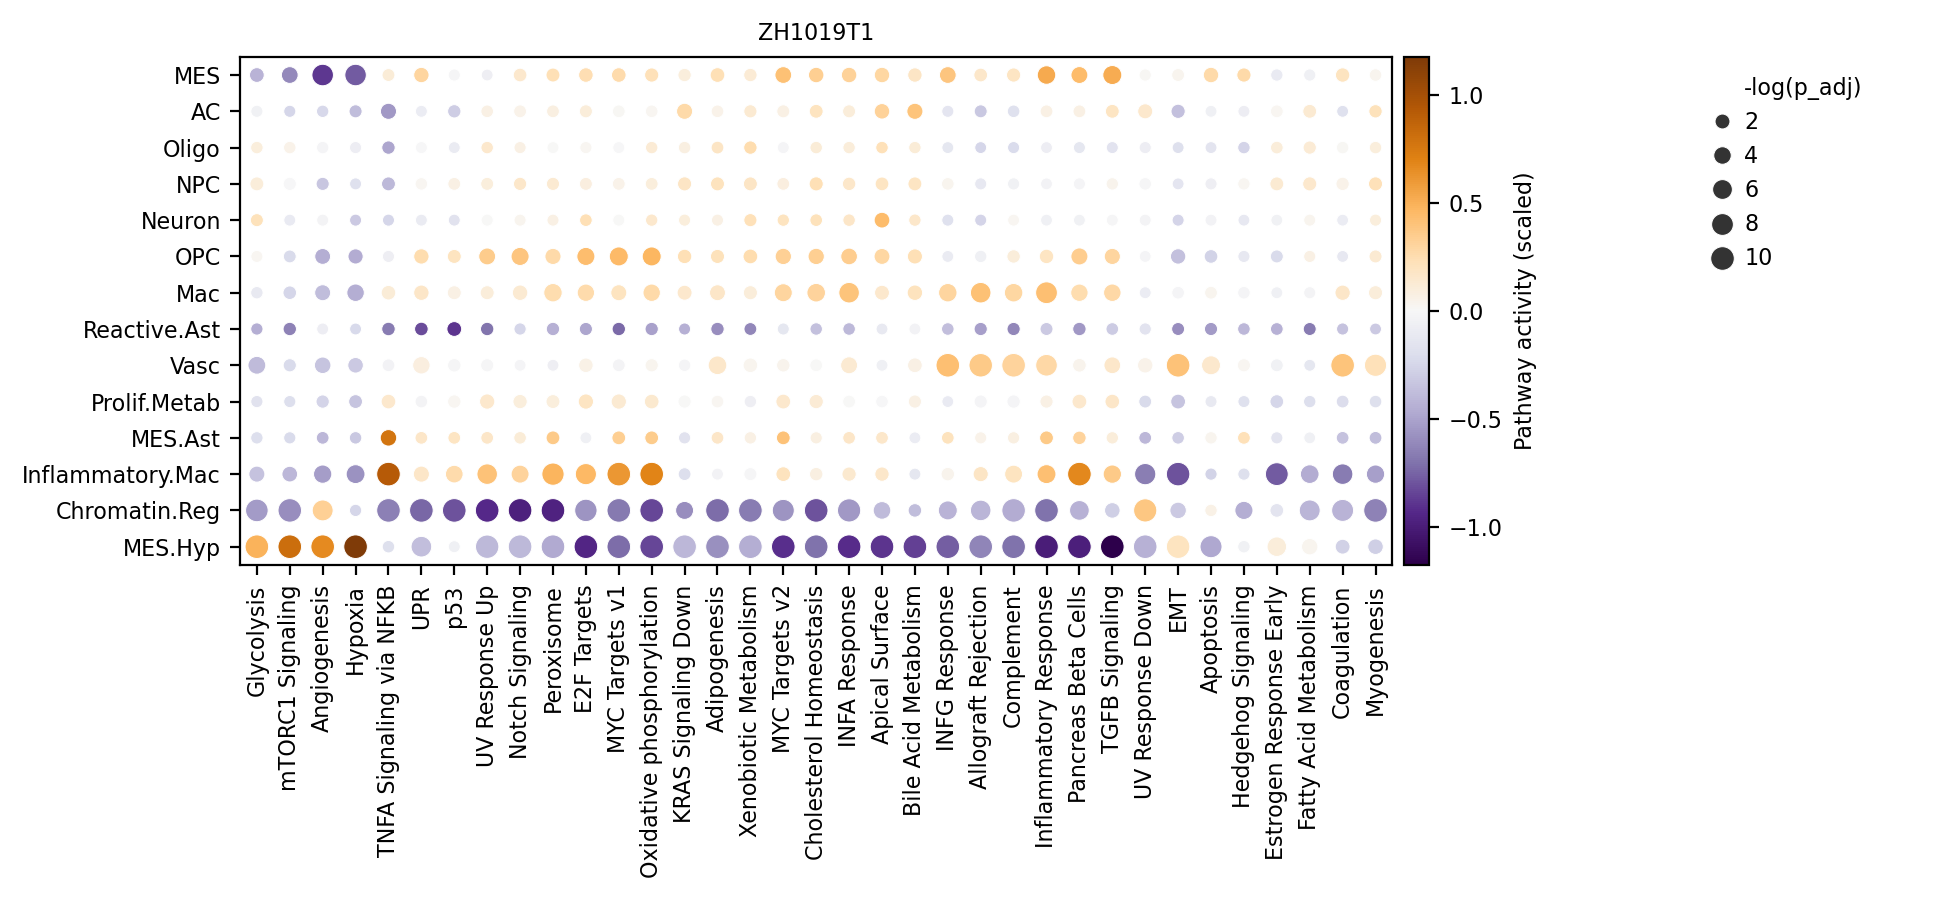 ZH1019T1
MES
AC
Oligo
NPC
Neuron
OPC
Mac
Reactive.Ast
Vasc
Prolif.Metab
MES.Ast
Inflammatory.Mac
Chromatin.Reg
MES.Hyp
Glycolysis
mTORC1 Signaling
Angiogenesis
Hypoxia
TNFA Signaling via NFKB
UPR
p53
UV Response Up
Notch Signaling
Peroxisome
E2F Targets
MYC Targets v1
Oxidative phosphorylation
KRAS Signaling Down
Adipogenesis
Xenobiotic Metabolism
MYC Targets v2
Cholesterol Homeostasis
INFA Response
Apical Surface
Bile Acid Metabolism
INFG Response
Allograft Rejection
Complement
Inflammatory Response
Pancreas Beta Cells
TGFB Signaling
UV Response Down
EMT
Apoptosis
Hedgehog Signaling
Estrogen Response Early
Fatty Acid Metabolism
Coagulation
Myogenesis
1.0
0.5
0.0
−0.5
−1.0
Pathway activity (scaled)
-log(p_adj)
2
4
6
8
10